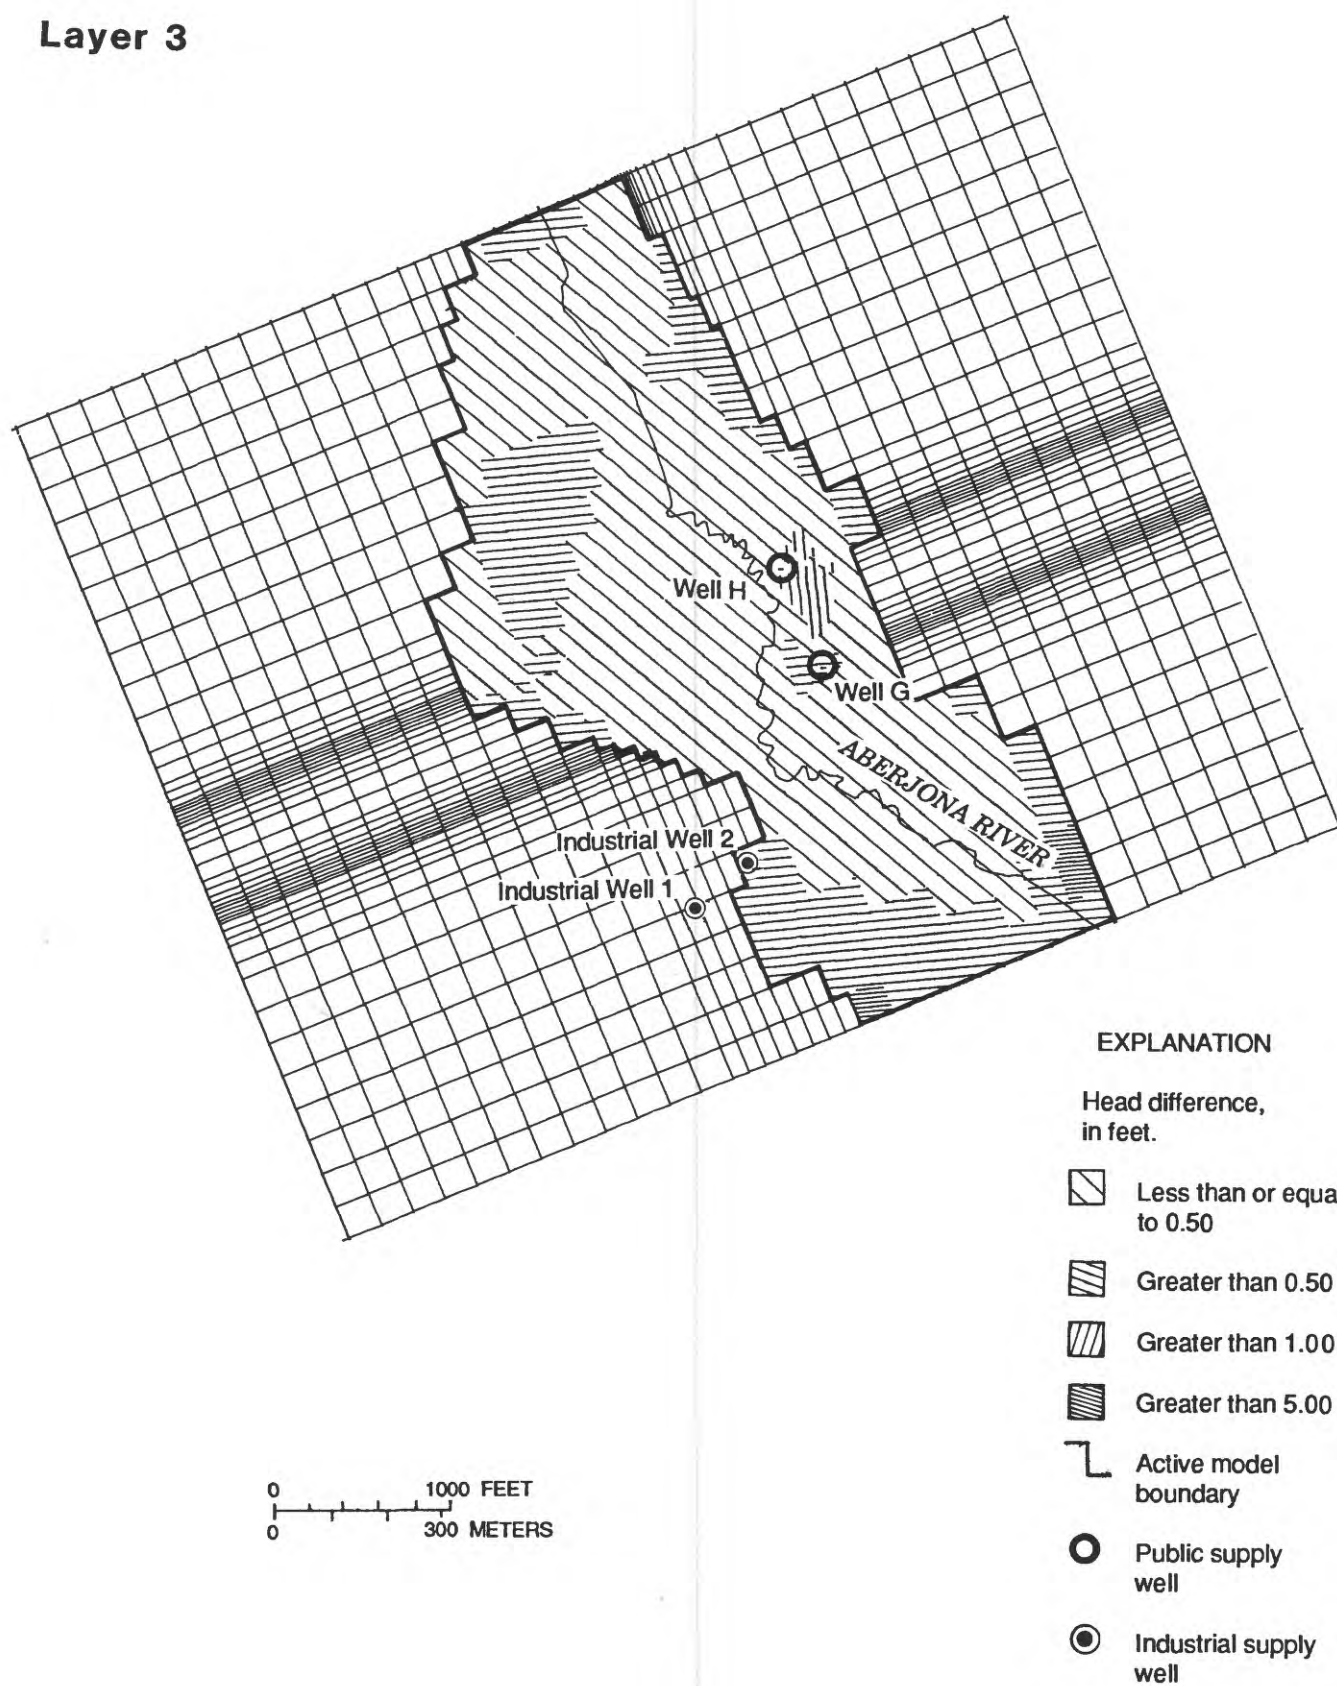 Layer 3
Well H
Well G
ABERJONA RIVER
Industrial Well 2
Industrial Well 1
EXPLANATION
Head difference,
in feet.
Less than or equa
to 0.50
Greater than 0.50
Greater than 1.00
Greater than 5.00
Active model
boundary
Public supply
well
Industrial supply
well
0 1000 FEET
0 300 METERS